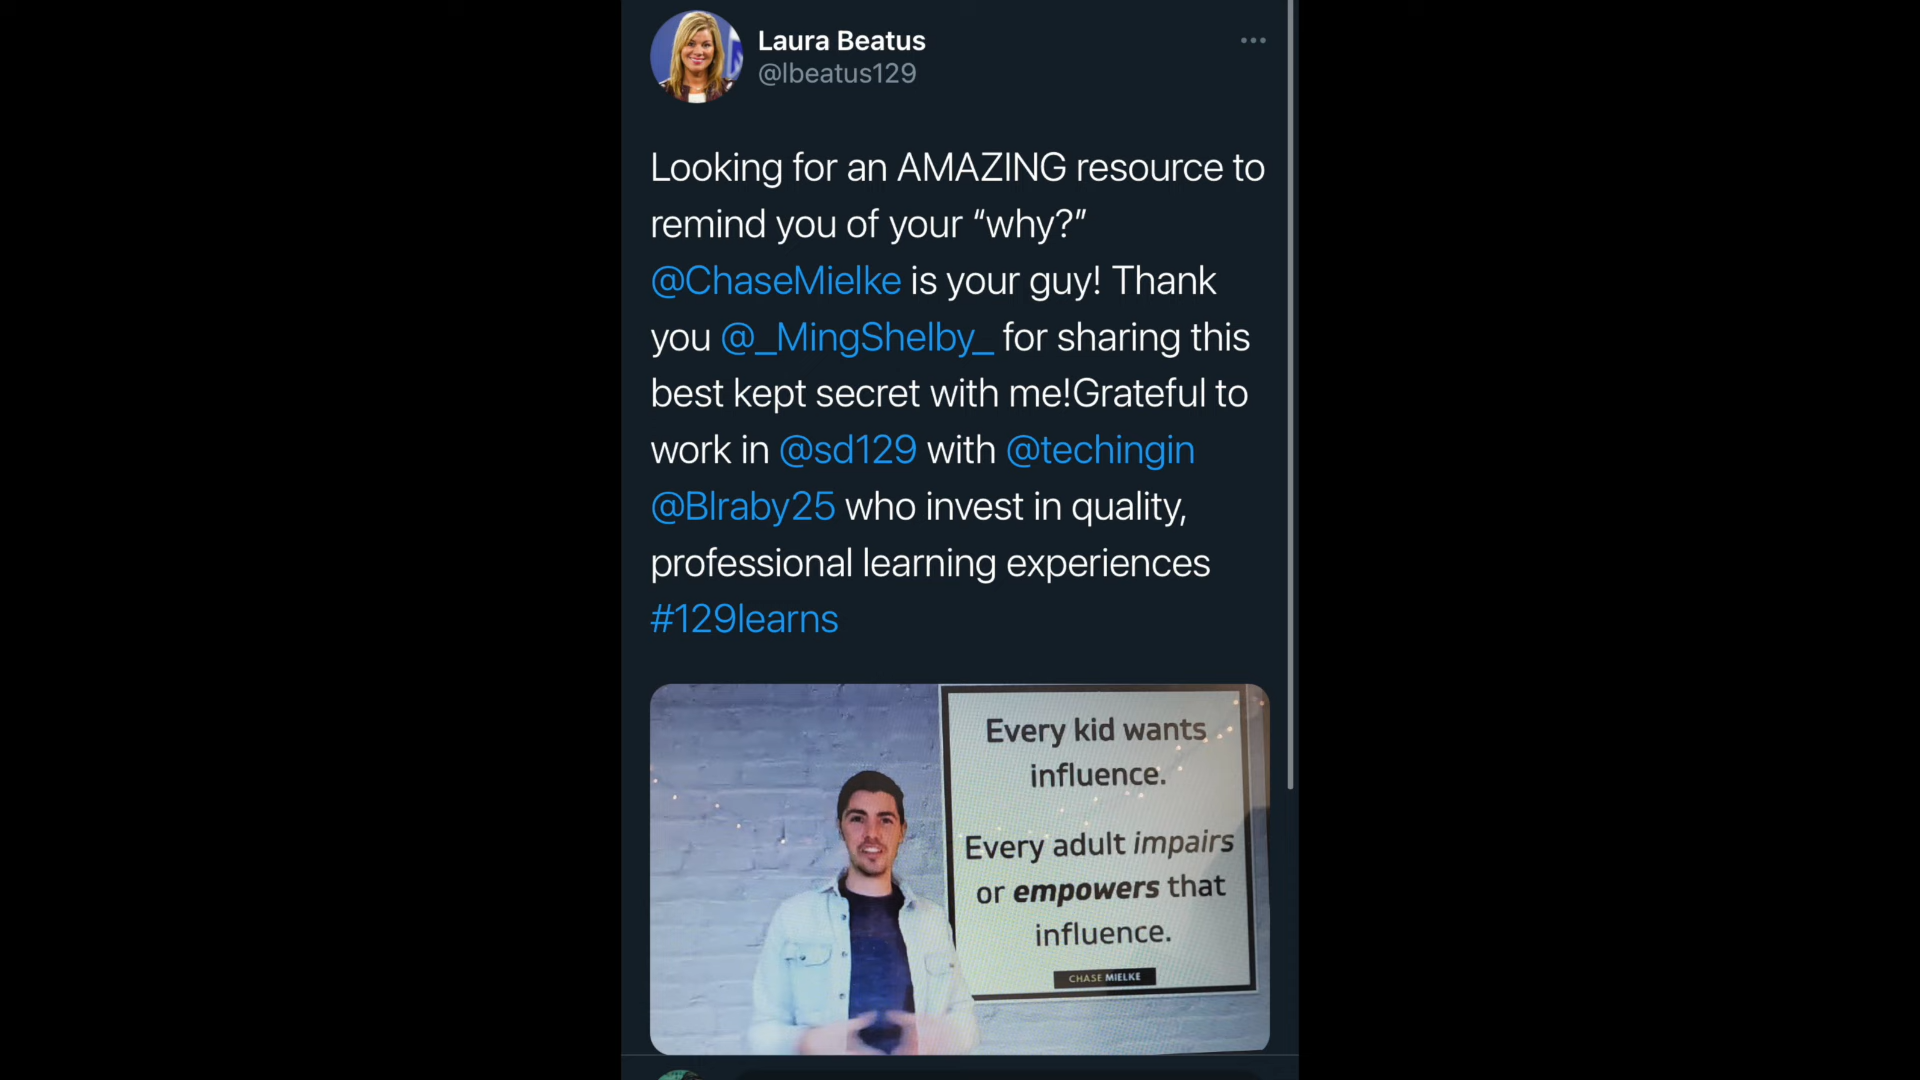 Laura Beatus
@lbeatus129
Looking for an AMAZING resource to
remind you of your “why?”
@ChaseMielke is your guy! Thank
you @_MingShelby_ for sharing this
best kept secret with me!Grateful to
work in @sd129 with @techingin
@Blraby25 who invest in quality,
professional learning experiences
#129learns
Every kid wants
influence.
Every adult impairs
or empowers that
influence.
CHASE MIELKE